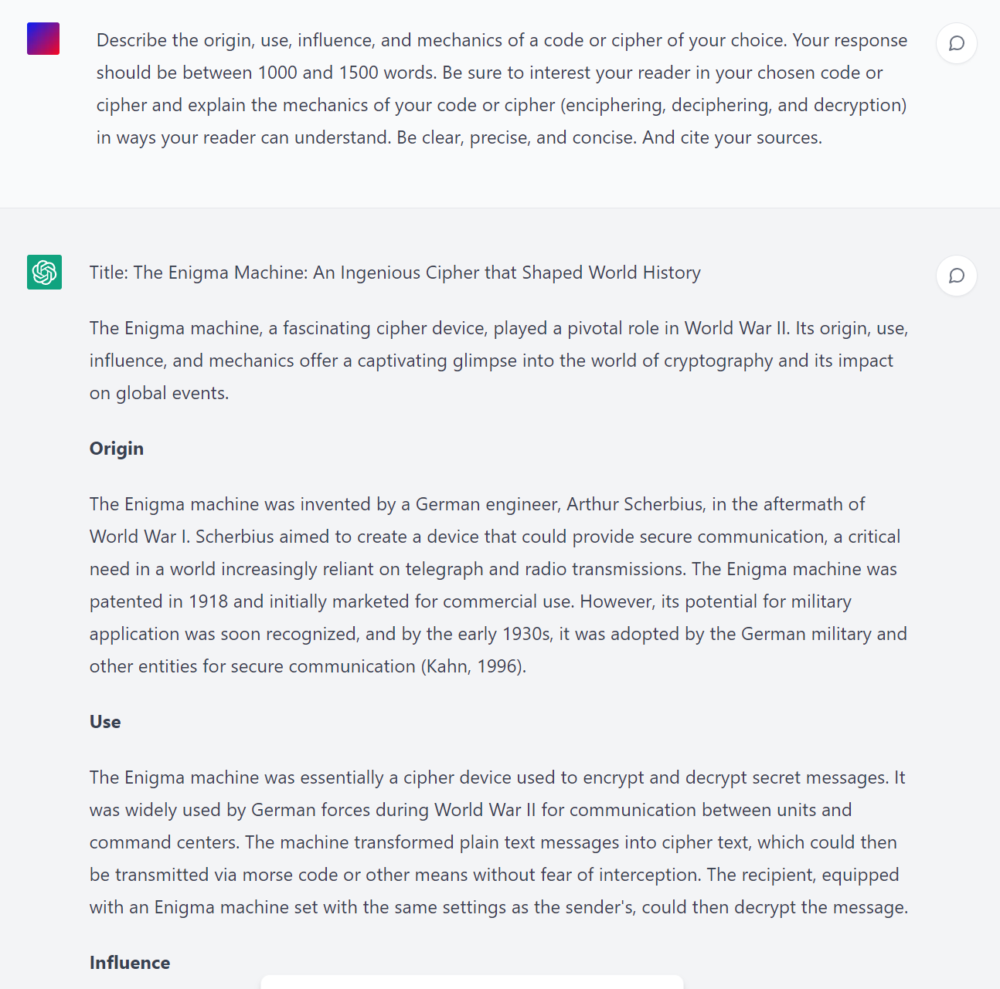 Describe the origin, use, influence, and mechanics of a code or cipher of your choice. Your response
should be between 1000 and 1500 words. Be sure to interest your reader in your chosen code or
cipher and explain the mechanics of your code or cipher (enciphering, deciphering, and decryption)
in ways your reader can understand. Be clear, precise, and concise. And cite your sources.
Title: The Enigma Machine: An Ingenious Cipher that Shaped World History
The Enigma machine, a fascinating cipher device, played a pivotal role in World War II. Its origin, use,
influence, and mechanics offer a captivating glimpse into the world of cryptography and its impact
on global events.
Origin
The Enigma machine was invented by a German engineer, Arthur Scherbius, in the aftermath of
World War I. Scherbius aimed to create a device that could provide secure communication, a critical
need in a world increasingly reliant on telegraph and radio transmissions. The Enigma machine was
patented in 1918 and initially marketed for commercial use. However, its potential for military
application was soon recognized, and by the early 1930s, it was adopted by the German military and
other entities for secure communication (Kahn, 1996).
Use
The Enigma machine was essentially a cipher device used to encrypt and decrypt secret messages. It
was widely used by German forces during World War II for communication between units and
command centers. The machine transformed plain text messages into cipher text, which could then
be transmitted via morse code or other means without fear of interception. The recipient, equipped
with an Enigma machine set with the same settings as the sender's, could then decrypt the message.
Influence